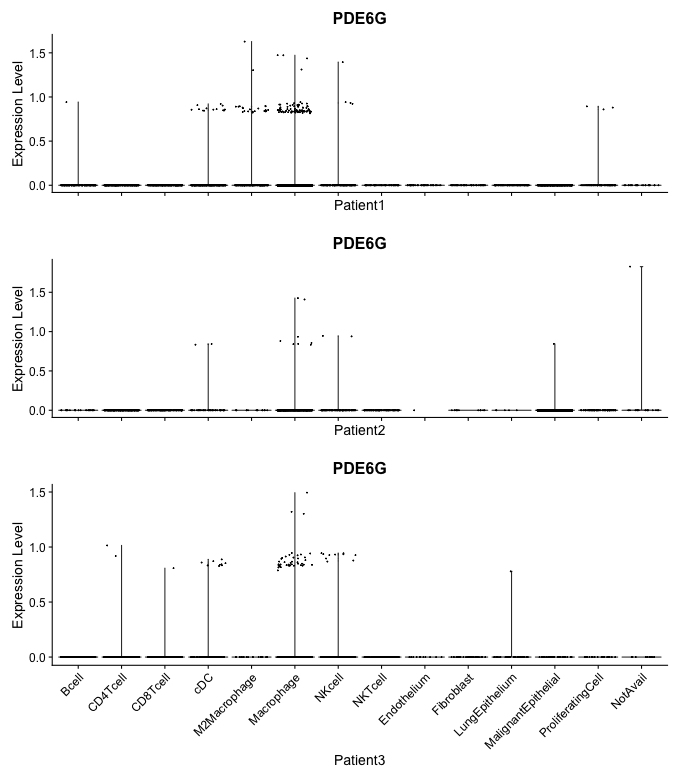 PDE6G
Expression Level
1.5
1.0
0.5
0.0
Patient1
PDE6G
Expression Level
1.5
1.0
0.5
0.0
Patient2
PDE6G
Expression Level
1.5
1.0
0.5
0.0
Bcell
CD4Tcell
CD8Tcell
cDC
M2Macrophage
Macrophage
NKcell
NKTcell
Endothelium
Fibroblast
LungEpithelium
MalignantEpithelial
ProliferatingCell
NotAvail
Patient3